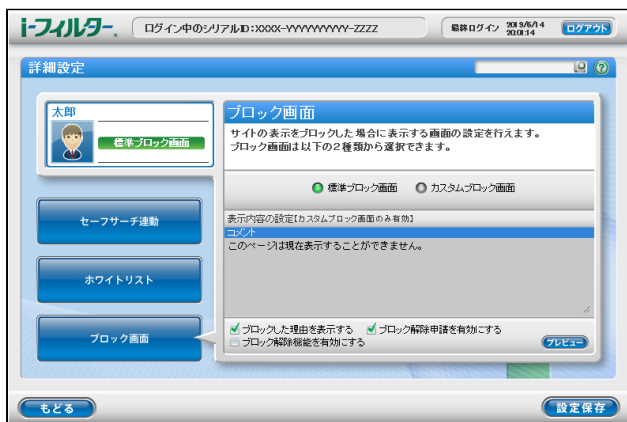 i-フィルター.
ログイン中のシリアルID:XXXX-YYYYYYYYYY-ZZZZ
最終ログイン 2019/6/14 20:01:14
ログアウト
詳細設定
太郎
標準ブロック画面
セーフサーチ連動
ホワイトリスト
ブロック画面
ブロック画面
サイトの表示をブロックした場合に表示する画面の設定を行えます。
ブロック画面は以下の2種類から選択できます。
標準ブロック画面 カスタムブロック画面
表示内容の設定[カスタムブロック画面のみ有効]
コメント
このページは現在表示することができません。
ブロックした理由を表示する ブロック解除申請を有効にする
ブロック解除機能を有効にする
プレビュー
もどる
設定保存